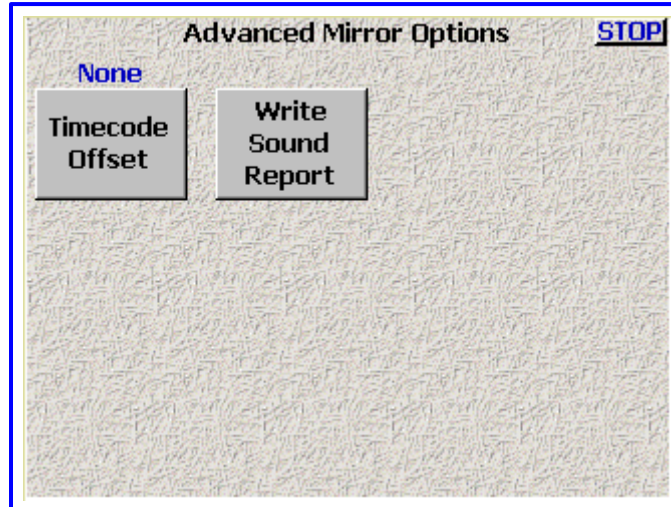 Advanced Mirror Options STOP
None
Timecode
Offset
Write
Sound
Report